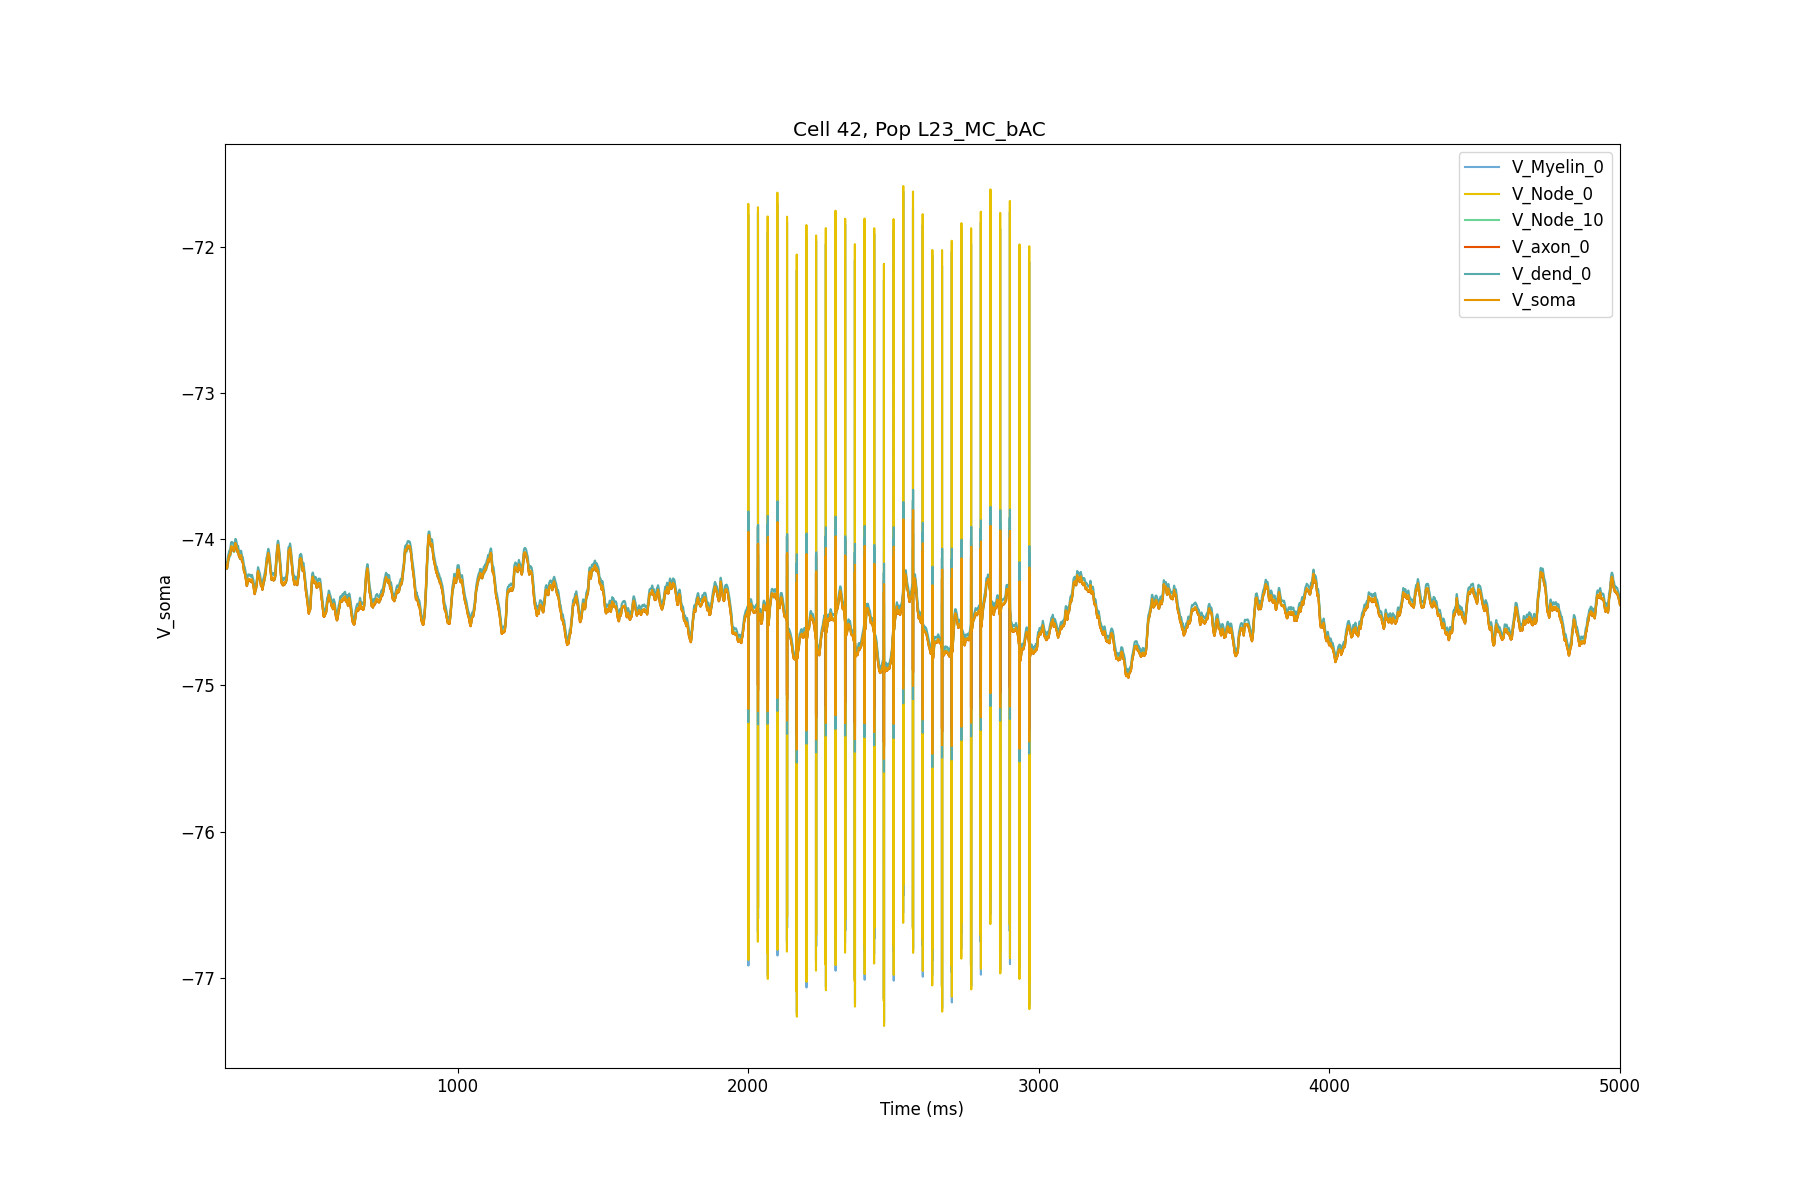 Cell 42, Pop L23_MC_bAC
V_Myelin_0
V_Node_0
V_Node_10
V_axon_0
V_dend_0
V_soma
−72
−73
−74
−75
−76
−77
V_soma
1000 2000 3000 4000 5000
Time (ms)